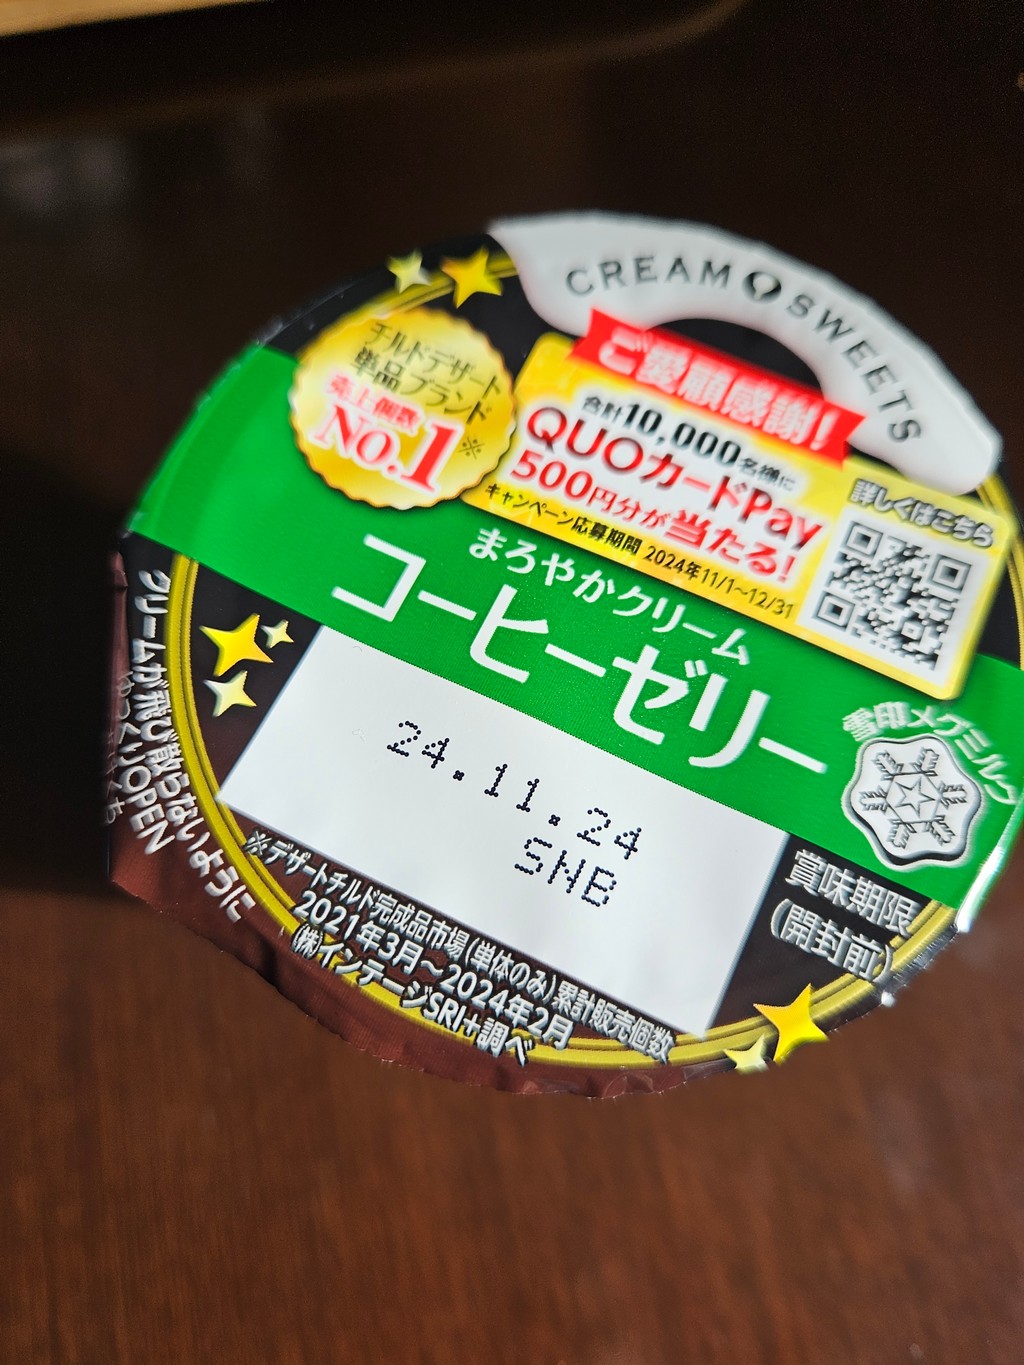 CREAM SWEETS
チルドデザート
単品ブランド
売上個数
No.1※
ご愛顧感謝!
合計10,000名様に
QUOカードPay
500円分が当たる!
キャンペーン応募期間 2024年11/1～12/31
詳しくはこちら
まろやかクリーム
コーヒーゼリー
雪印メグミルク
24.11.24
SNB
賞味期限
(開封前)
※デザートチルド完成品市場(単体のみ)累計販売個数
2021年3月～2024年2月
(株)インテージSRI+調べ
クリームが飛び散らないように
ゆっくりOPEN